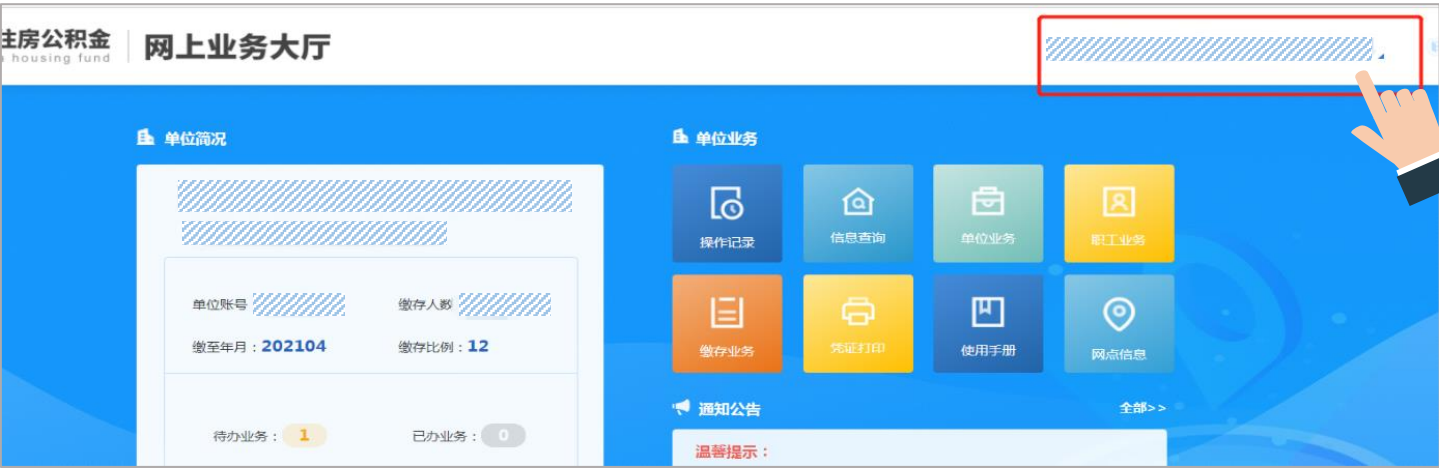 住房公积金
housing fund
网上业务大厅
单位简况
单位账号
缴存人数
缴至年月：202104
缴存比例：12
待办业务：1
已办业务：0
单位业务
操作记录
信息查询
单位业务
职工业务
缴存业务
凭证打印
使用手册
网点信息
通知公告
全部>>
温馨提示：